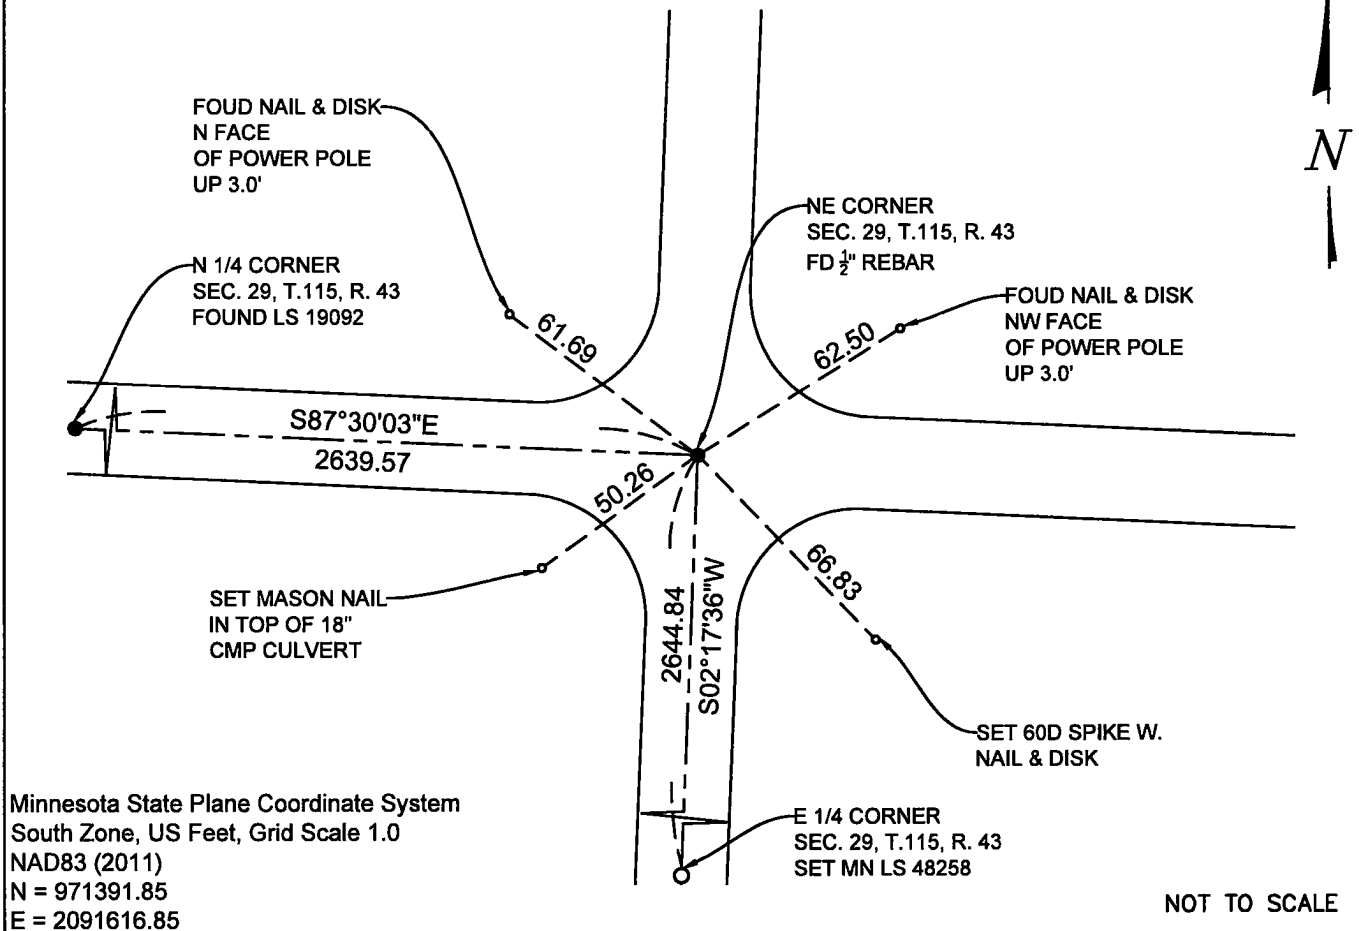 FOUD NAIL & DISK
N FACE
OF POWER POLE
UP 3.0'
N
NE CORNER
SEC. 29, T.115, R. 43
FD ½" REBAR
N 1/4 CORNER
SEC. 29, T.115, R. 43
FOUND LS 19092
FOUD NAIL & DISK
NW FACE
OF POWER POLE
UP 3.0'
61.69
62.50
S87°30'03"E
2639.57
50.26
66.83
2644.84
S02°17'36"W
SET MASON NAIL
IN TOP OF 18"
CMP CULVERT
SET 60D SPIKE W.
NAIL & DISK
E 1/4 CORNER
SEC. 29, T.115, R. 43
SET MN LS 48258
Minnesota State Plane Coordinate System
South Zone, US Feet, Grid Scale 1.0
NAD83 (2011)
N = 971391.85
E = 2091616.85
NOT TO SCALE